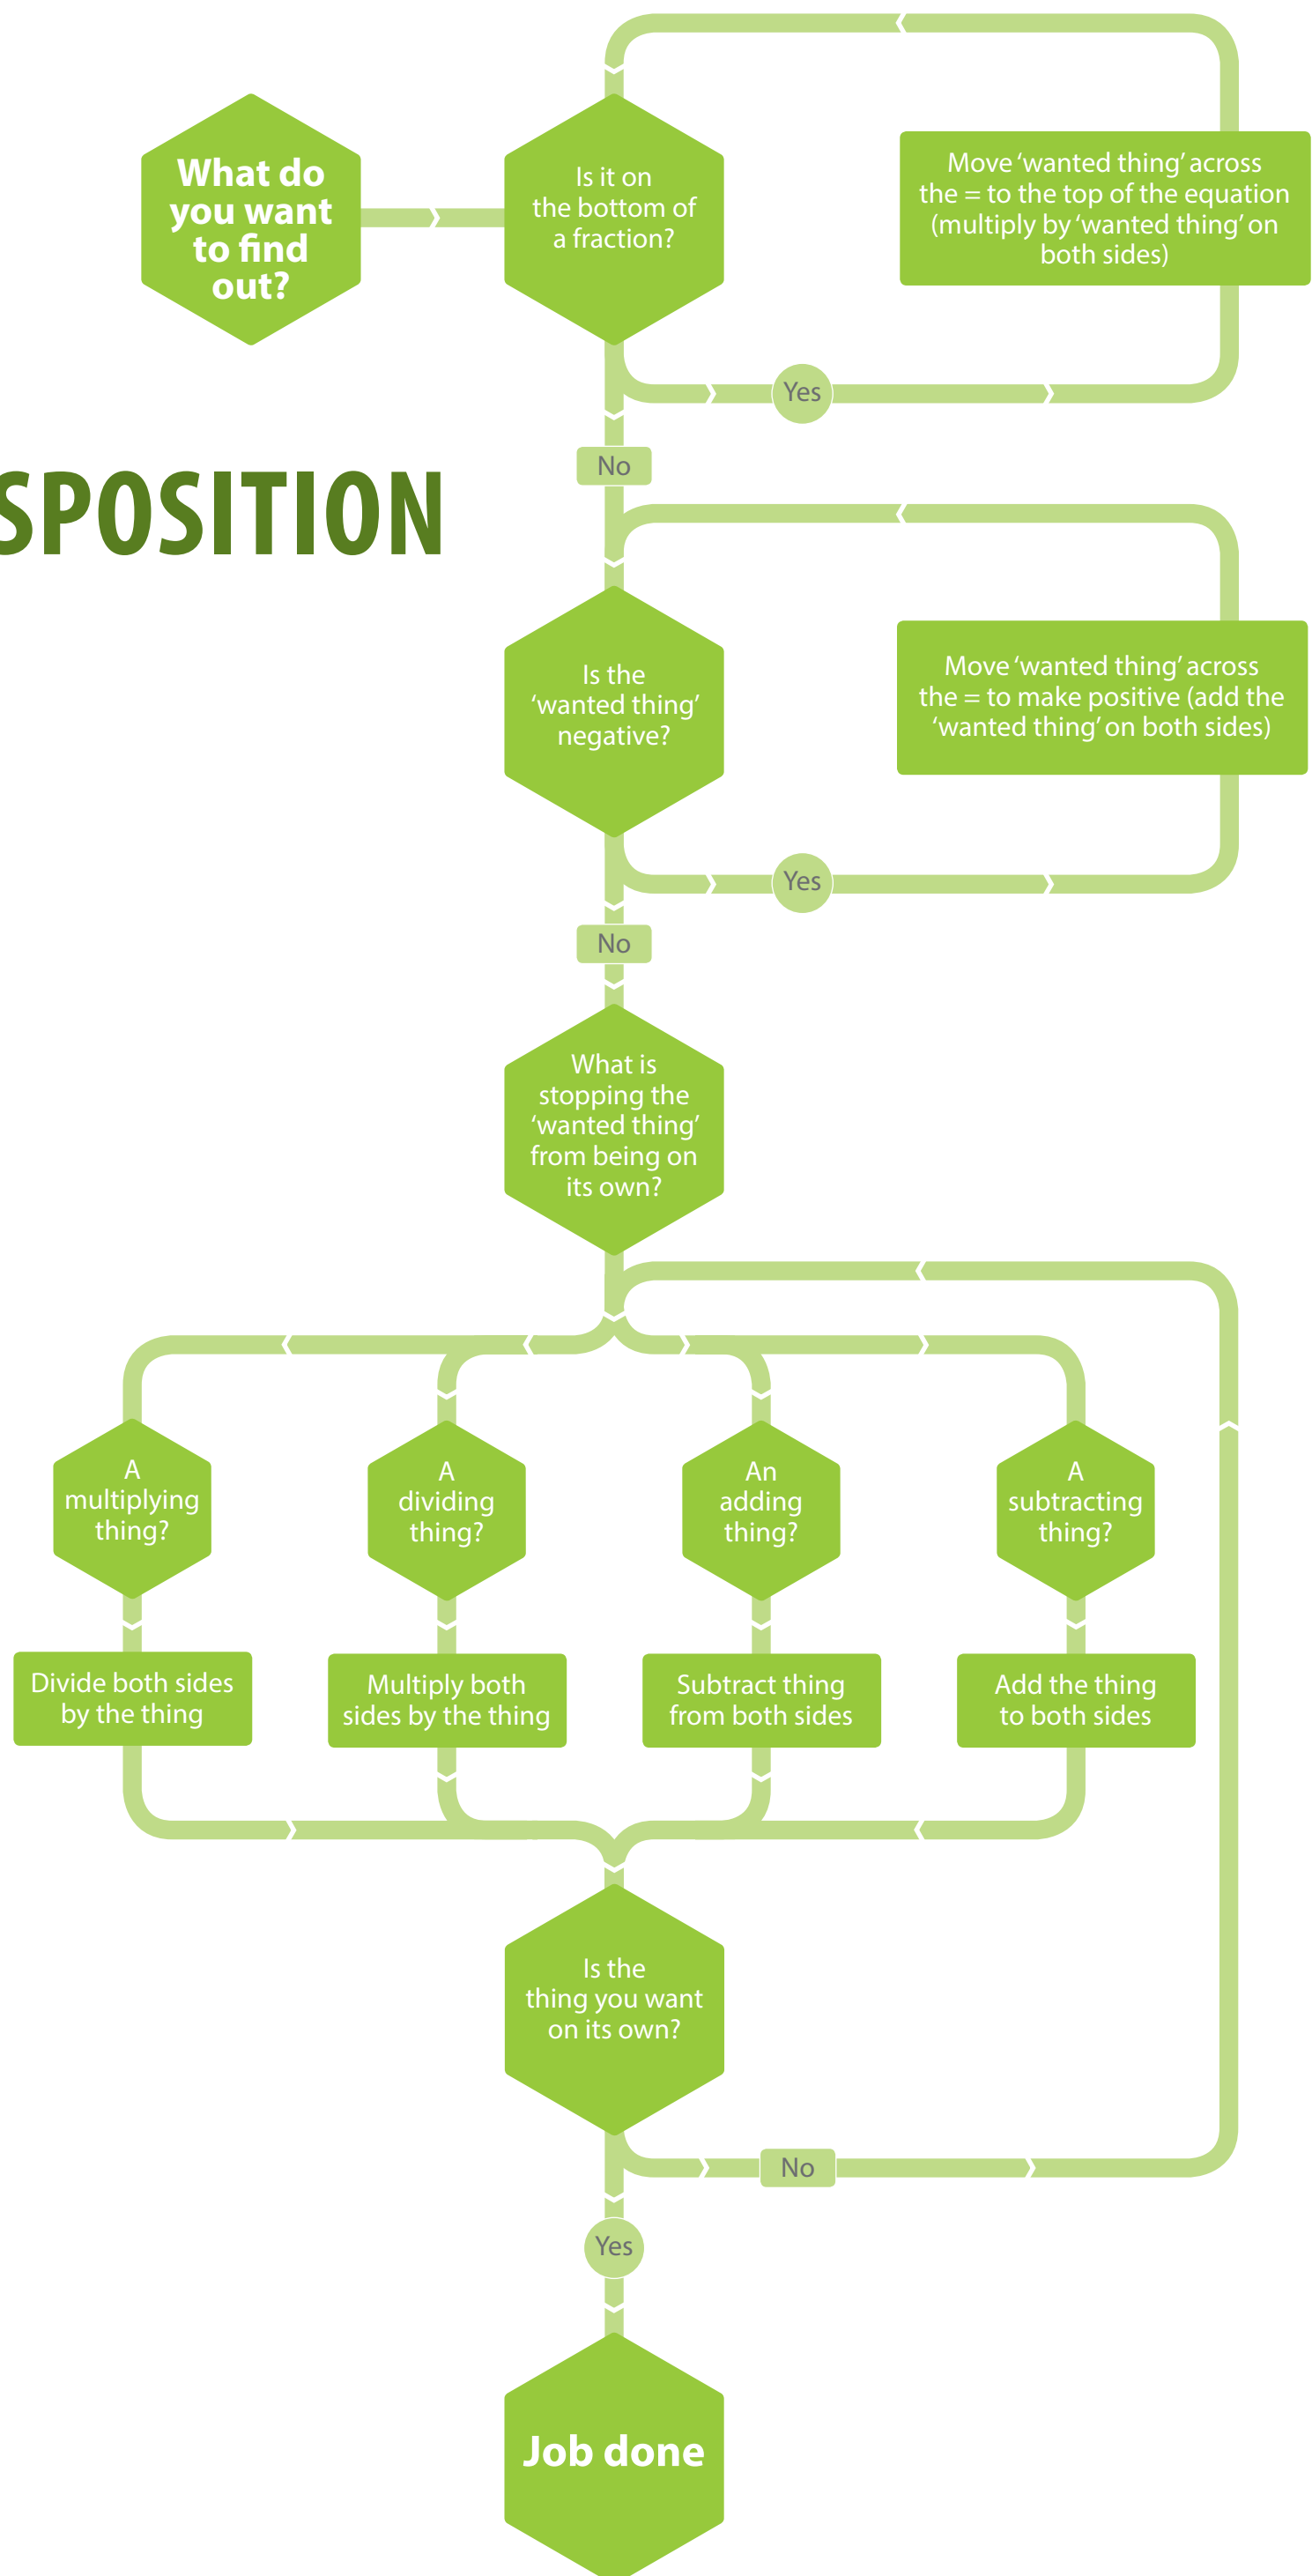 What do
you want
to find
out?
Is it on
the bottom of
a fraction?
Move ‘wanted thing’ across
the = to the top of the equation
(multiply by ‘wanted thing’ on
both sides)
Yes
No
SPOSITION
Is the
‘wanted thing’
negative?
Move ‘wanted thing’ across
the = to make positive (add the
‘wanted thing’ on both sides)
Yes
No
What is
stopping the
‘wanted thing’
from being on
its own?
A
multiplying
thing?
A
dividing
thing?
An
adding
thing?
A
subtracting
thing?
Divide both sides
by the thing
Multiply both
sides by the thing
Subtract thing
from both sides
Add the thing
to both sides
Is the
thing you want
on its own?
No
Yes
Job done